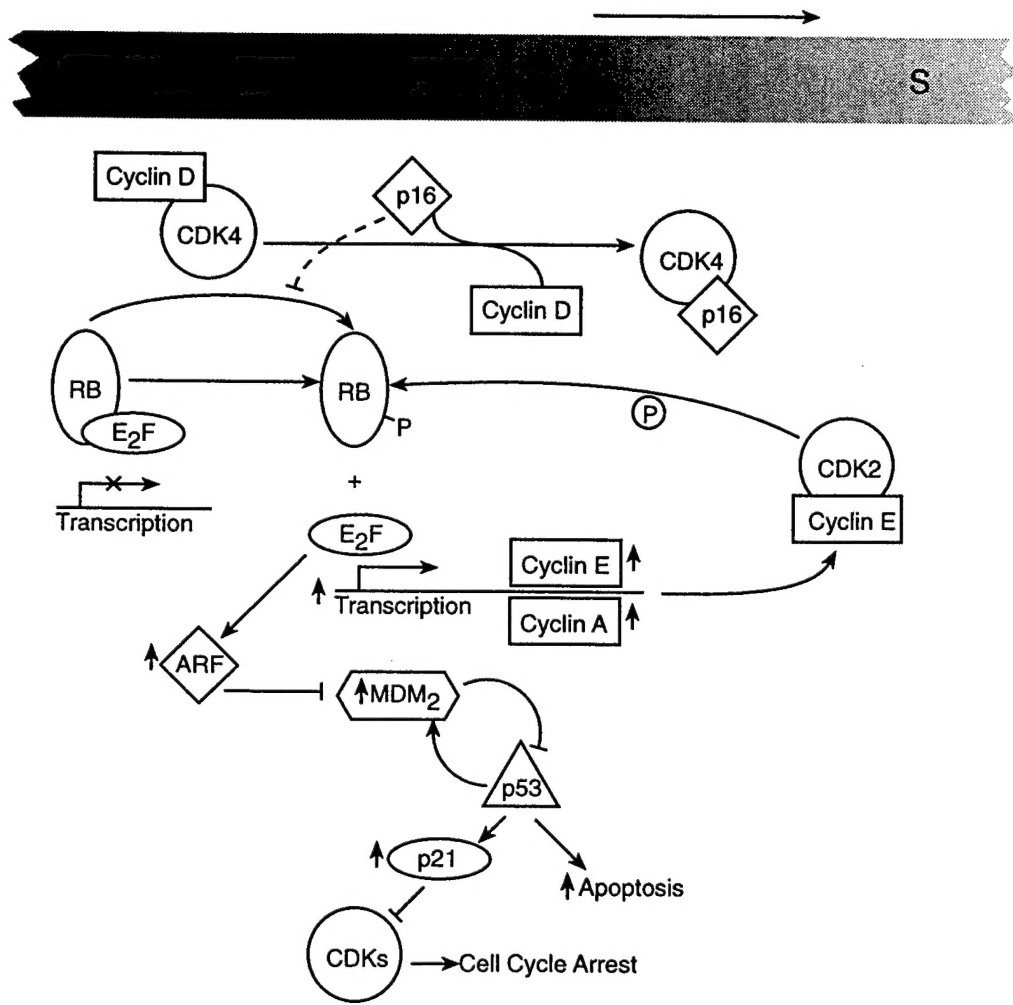 S
Cyclin D
p16
CDK4
CDK4
Cyclin D
p16
RB
RB
E2F
P
P
CDK2
Transcription
+
Cyclin E
E2F
Cyclin E
Transcription
Cyclin A
ARF
MDM2
p53
p21
Apoptosis
CDKs
Cell Cycle Arrest